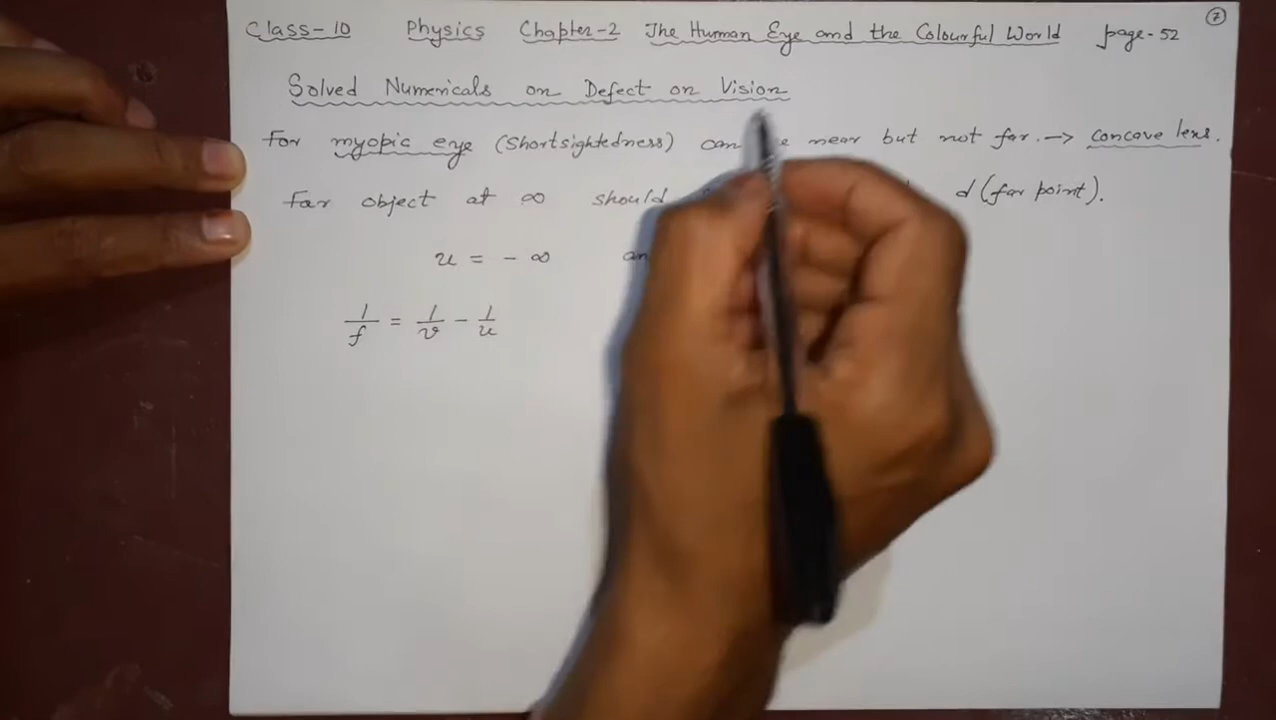 7
Class-10 Physics Chapter-2 The Human Eye and the Colourful World page-52
Solved Numericals on Defect on Vision
For myopic eye (Shortsightedness) can near but not far. → concave lens.
Far object at ∞ should d (far point).
u = - ∞
1/f = 1/v - 1/u